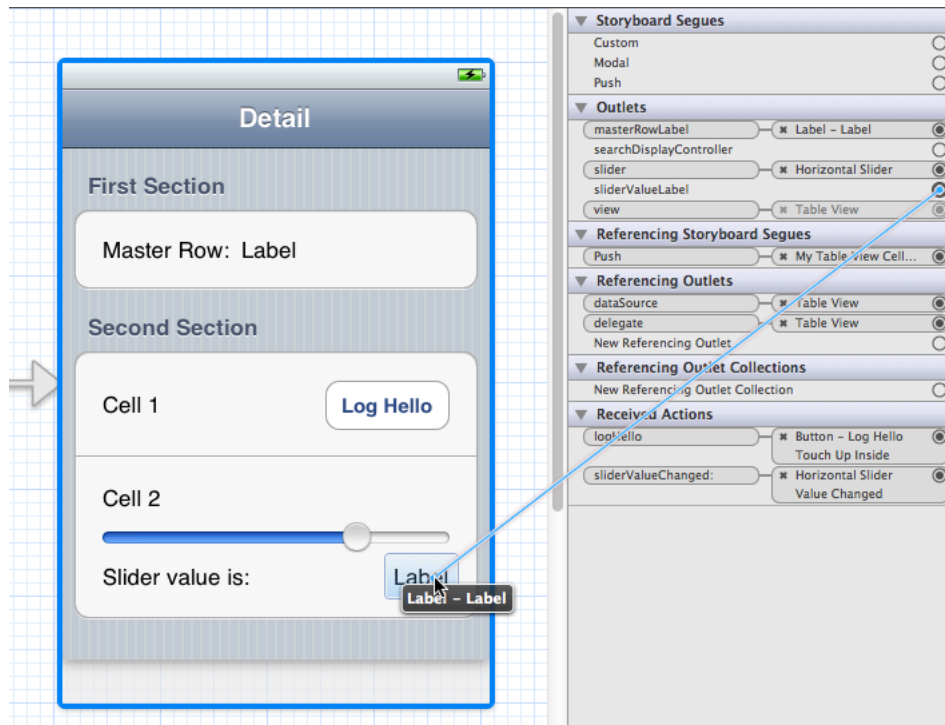 Detail
First Section
Master Row: Label
Second Section
Cell 1
Log Hello
Cell 2
Slider value is:
Label
Label - Label
Storyboard Segues
Custom
Modal
Push
Outlets
masterRowLabel
Label - Label
searchDisplayController
slider
Horizontal Slider
sliderValueLabel
view
Table View
Referencing Storyboard Segues
Push
My Table View Cell...
Referencing Outlets
dataSource
Table View
delegate
Table View
New Referencing Outlet
Referencing Outlet Collections
New Referencing Outlet Collection
Received Actions
logHello
Button - Log Hello
Touch Up Inside
sliderValueChanged:
Horizontal Slider
Value Changed